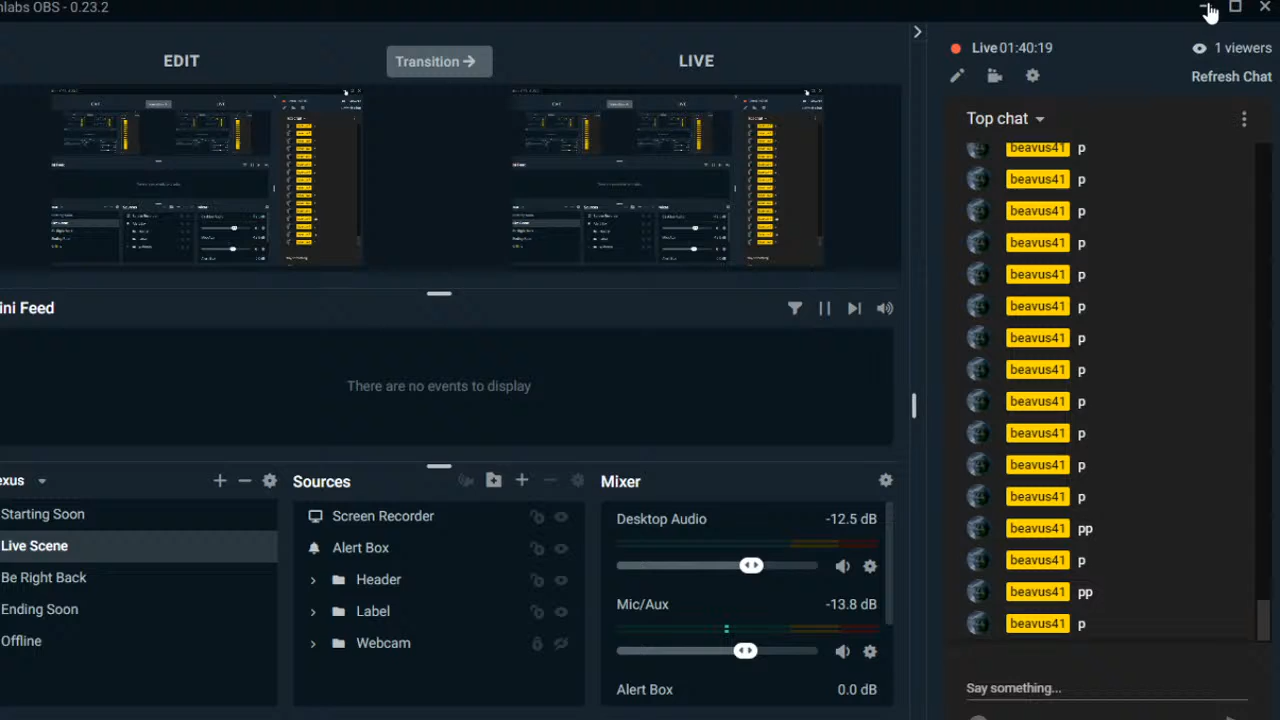 nlabs OBS - 0.23.2
EDIT
Transition
LIVE
Live 01:40:19
1 viewers
Refresh Chat
Top chat
beavus41 p
beavus41 p
beavus41 p
beavus41 p
beavus41 p
beavus41 p
beavus41 p
beavus41 p
beavus41 p
beavus41 p
beavus41 p
beavus41 p
beavus41 pp
beavus41 p
beavus41 pp
beavus41 p
Say something...
ini Feed
There are no events to display
exus
Starting Soon
Live Scene
Be Right Back
Ending Soon
Offline
Sources
Screen Recorder
Alert Box
Header
Label
Webcam
Mixer
Desktop Audio -12.5 dB
Mic/Aux -13.8 dB
Alert Box 0.0 dB